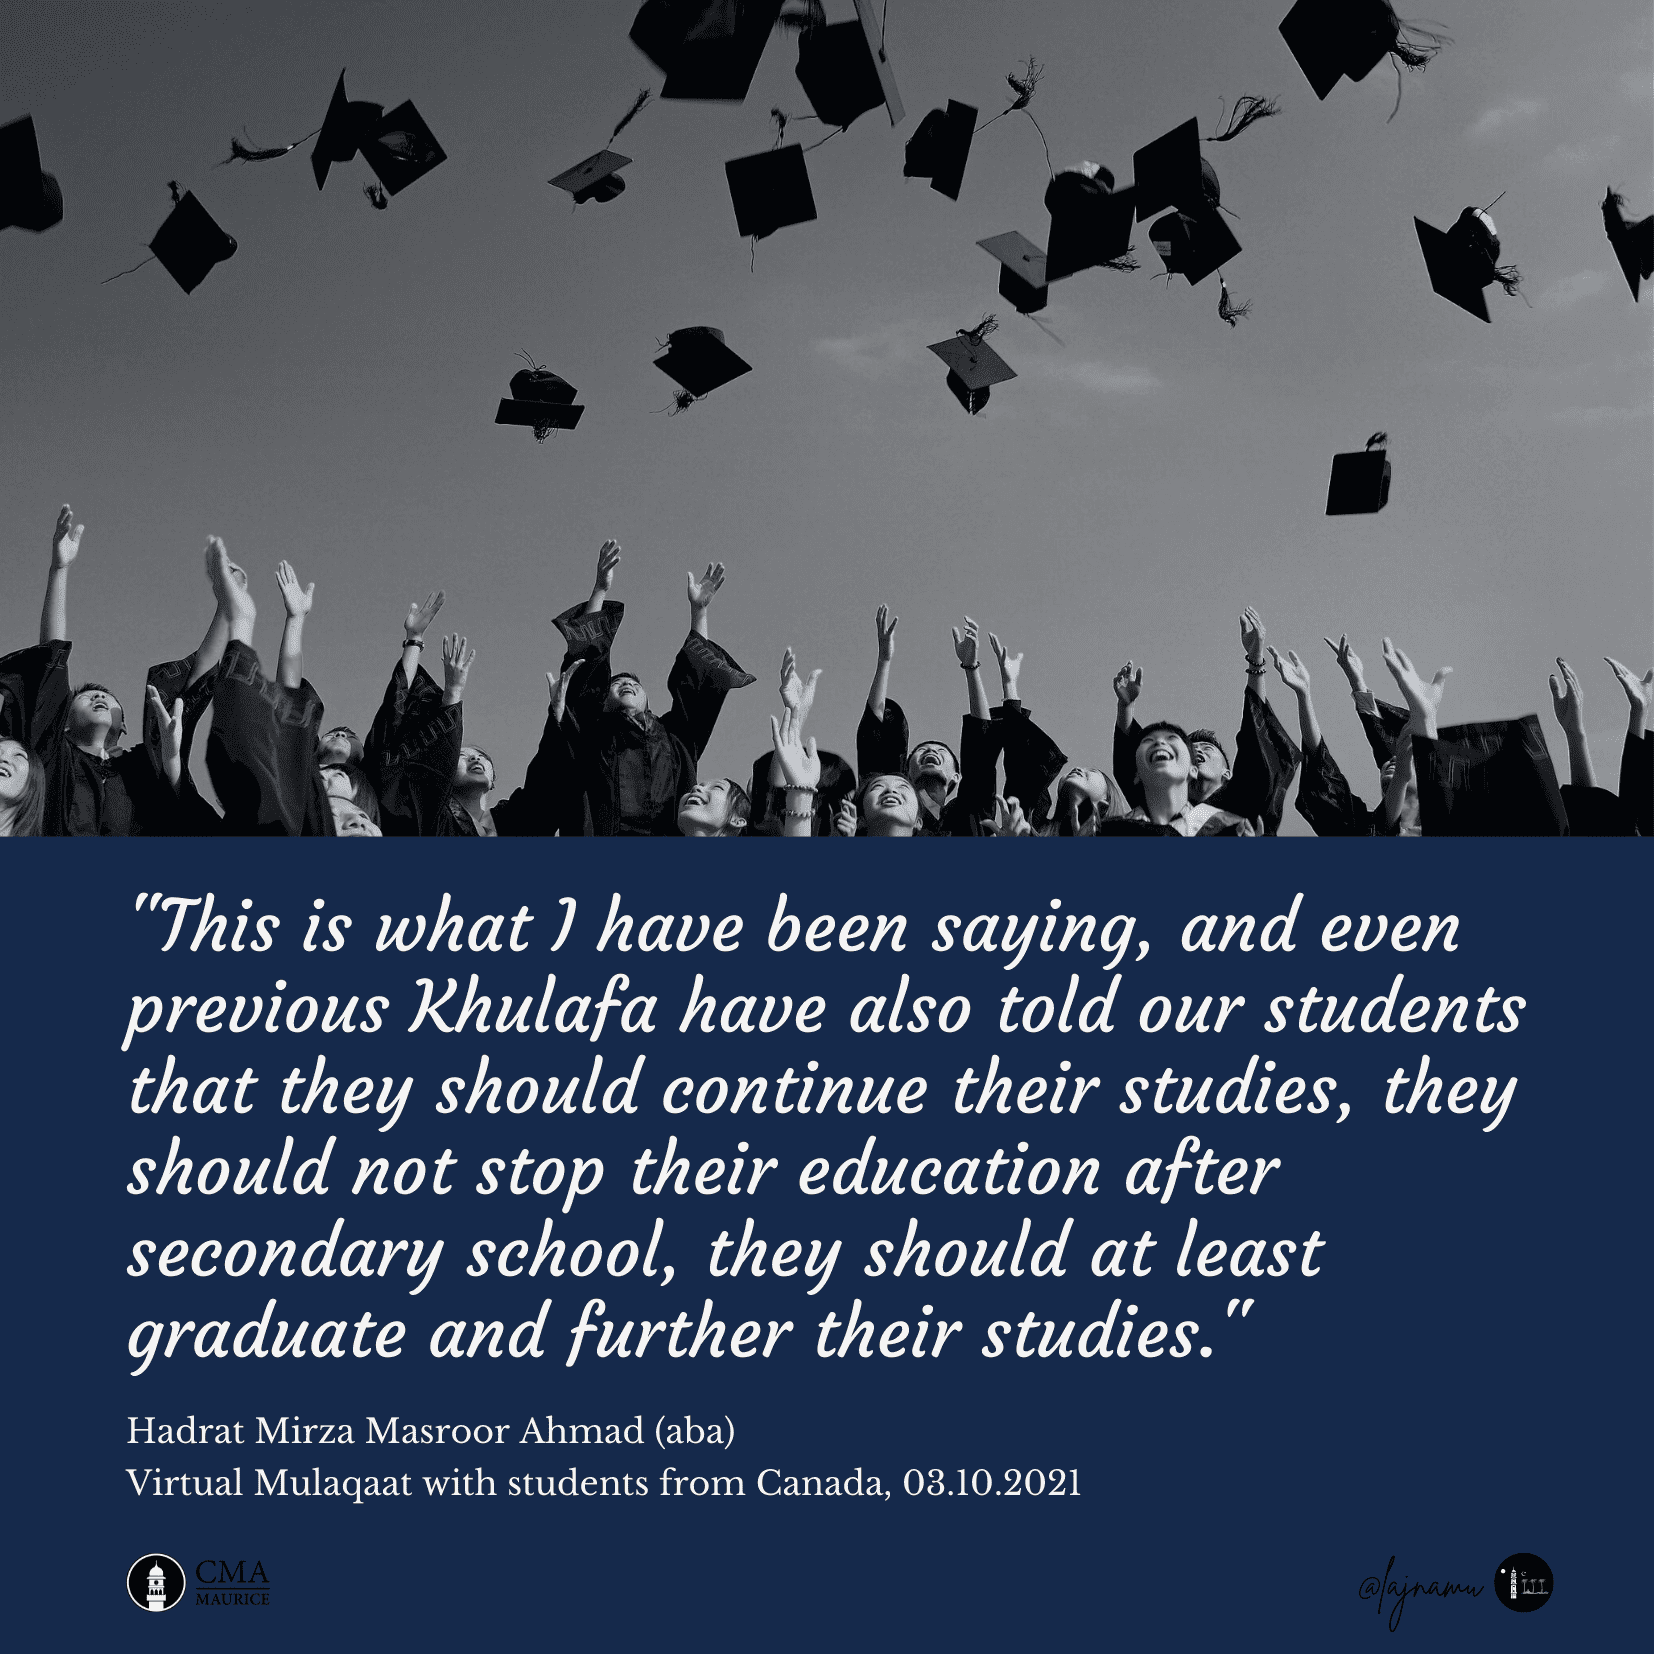 "This is what I have been saying, and even
previous Khulafa have also told our students
that they should continue their studies, they
should not stop their education after
secondary school, they should at least
graduate and further their studies."
Hadrat Mirza Masroor Ahmad (aba)
Virtual Mulaqaat with students from Canada, 03.10.2021
CMA
MAURICE
@lajnamu